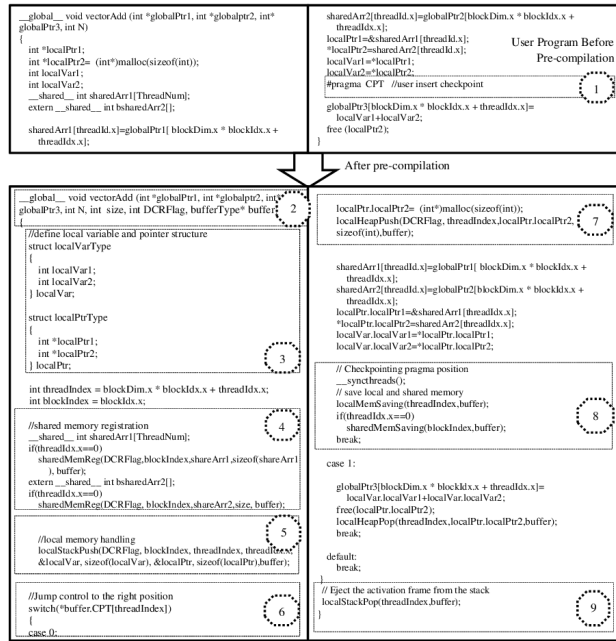 __global__ void vectorAdd (int *globalPtr1, int *globalptr2, int*
globalPtr3, int N)
{
int *localPtr1;
int *localPtr2= (int*)malloc(sizeof(int));
int localVar1;
int localVar2;
__shared__ int sharedArr1[ThreadNum];
extern __shared__ int bsharedArr2[];
sharedArr1[threadId.x]=globalPtr1[ blockDim.x * blockIdx.x +
threadIdx.x];
sharedArr2[threadId.x]=globalPtr2[blockDim.x * blockIdx.x +
threadIdx.x];
localPtr1=&sharedArr1[threadId.x];
*localPtr2=sharedArr2[threadId.x];
localVar1=*localPtr1;
localVar2=*localPtr2;
User Program Before
Pre-compilation
#pragma CPT //user insert checkpoint
1
globalPtr3[blockDim.x * blockIdx.x + threadIdx.x]=
localVar1+localVar2;
free (localPtr2);
}
After pre-compilation
__global__ void vectorAdd (int *globalPtr1, int *globalptr2, int*
globalPtr3, int N, int size, int DCRFlag, bufferType* buffer
2
{
//define local variable and pointer structure
struct localVarType
{
int localVar1;
int localVar2;
} localVar;
struct localPtrType
{
int *localPtr1;
int *localPtr2;
} localPtr;
3
int threadIndex = blockDim.x * blockIdx.x + threadIdx.x;
int blockIndex = blockIdx.x;
//shared memory registration
4
__shared__ int sharedArr1[ThreadNum];
if(threadIdx.x==0)
sharedMemReg(DCRFlag,blockIndex,shareArr1,sizeof(shareArr1
), buffer);
extern __shared__ int bsharedArr2[];
if(threadIdx.x==0)
sharedMemReg(DCRFlag, blockIndex,shareArr2,size, buffer);
5
//local memory handling
localStackPush(DCRFlag, blockIndex, threadIndex,
&localVar, sizeof(localVar), &localPtr, sizeof(localPtr),buffer);
//Jump control to the right position
switch(*buffer.CPT[threadIndex])
{
case 0:
6
localPtr.localPtr2= (int*)malloc(sizeof(int));
localHeapPush(DCRFlag, threadIndex,localPtr.localPtr2,
sizeof(int),buffer);
7
sharedArr1[threadId.x]=globalPtr1[ blockDim.x * blockIdx.x +
threadIdx.x];
sharedArr2[threadId.x]=globalPtr2[blockDim.x * blockIdx.x +
threadIdx.x];
localPtr.localPtr1=&shareArr1[threadId.x];
*localPtr.localPtr2=sharedArr2[threadId.x];
localVar.localVar1=*localPtr.localPtr1;
localVar.localVar2=*localPtr.localPtr2;
// Checkpointing pragma position
__syncthreads();
// save local and shared memory
localMemSaving(threadIndex,buffer);
if(threadIdx.x==0)
sharedMemSaving(blockIndex,buffer);
break;
8
case 1:
globalPtr3[blockDim.x * blockIdx.x + threadIdx.x]=
localVar.localVar1+localVar.localVar2;
free(localPtr.localPtr2);
localHeapPop(threadIndex,localPtr.localPtr2,buffer);
break;
default:
break;
}
// Eject the activation frame from the stack
localStackPop(threadIndex,buffer);
}
9